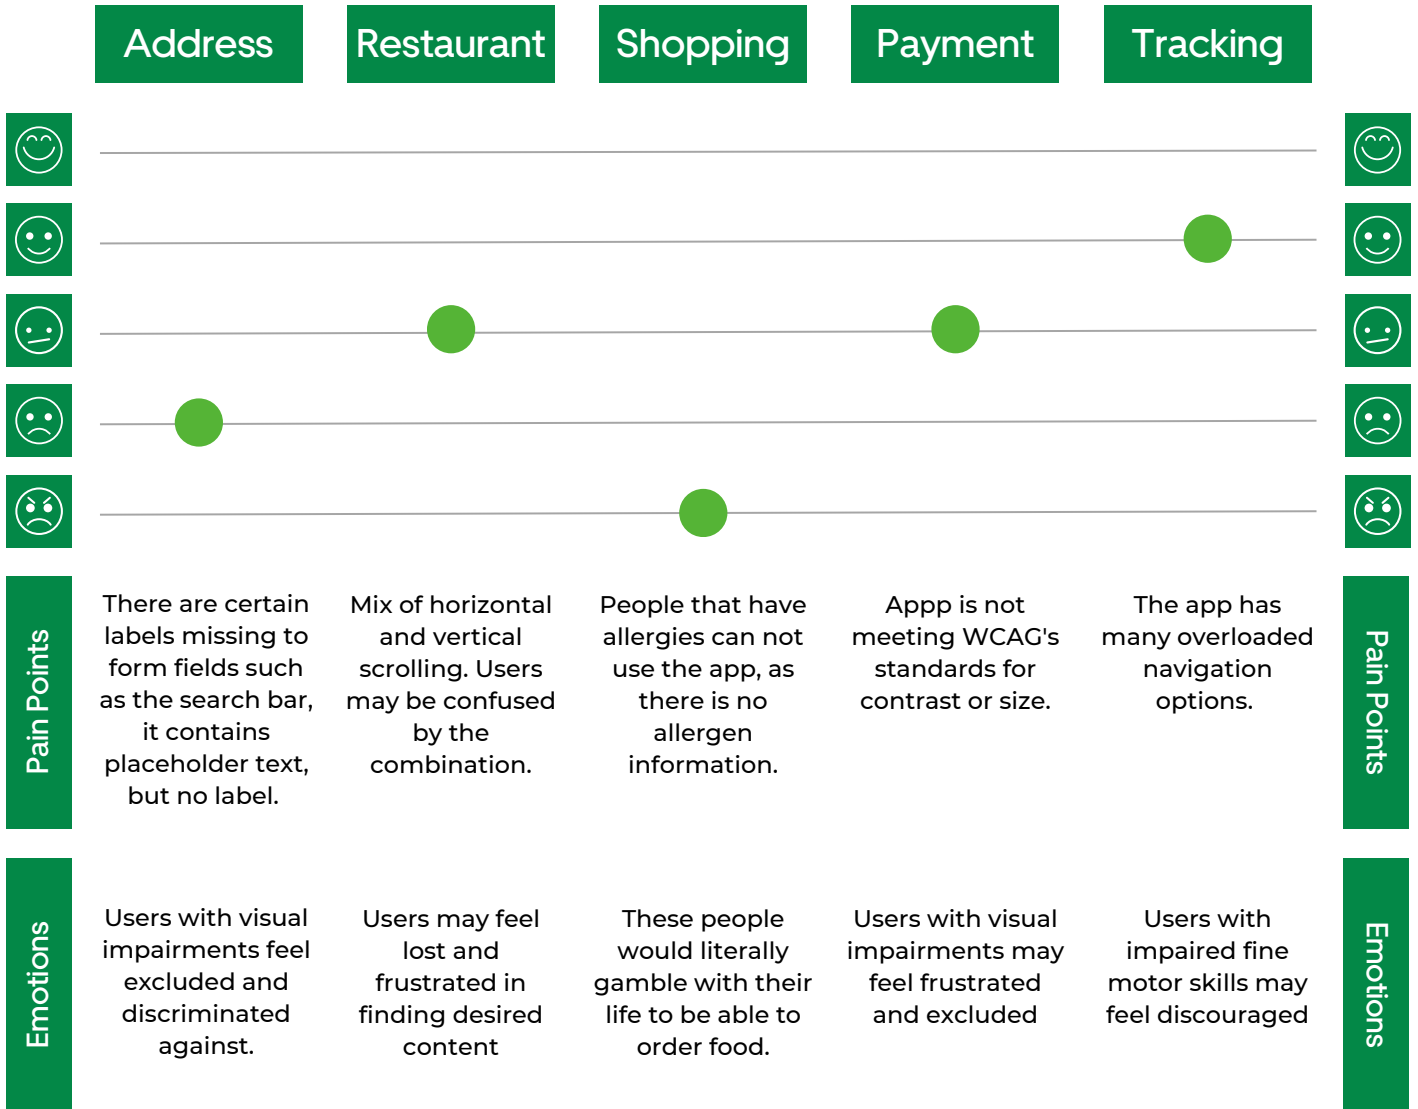 Address
Restaurant
Shopping
Payment
Tracking
Pain Points
There are certain
labels missing to
form fields such
as the search bar,
it contains
placeholder text,
but no label.
Mix of horizontal
and vertical
scrolling. Users
may be confused
by the
combination.
People that have
allergies can not
use the app, as
there is no
allergen
information.
Appp is not
meeting WCAG's
standards for
contrast or size.
The app has
many overloaded
navigation
options.
Pain Points
Emotions
Users with visual
impairments feel
excluded and
discriminated
against.
Users may feel
lost and
frustrated in
finding desired
content
These people
would literally
gamble with their
life to be able to
order food.
Users with visual
impairments may
feel frustrated
and excluded
Users with
impaired fine
motor skills may
feel discouraged
Emotions